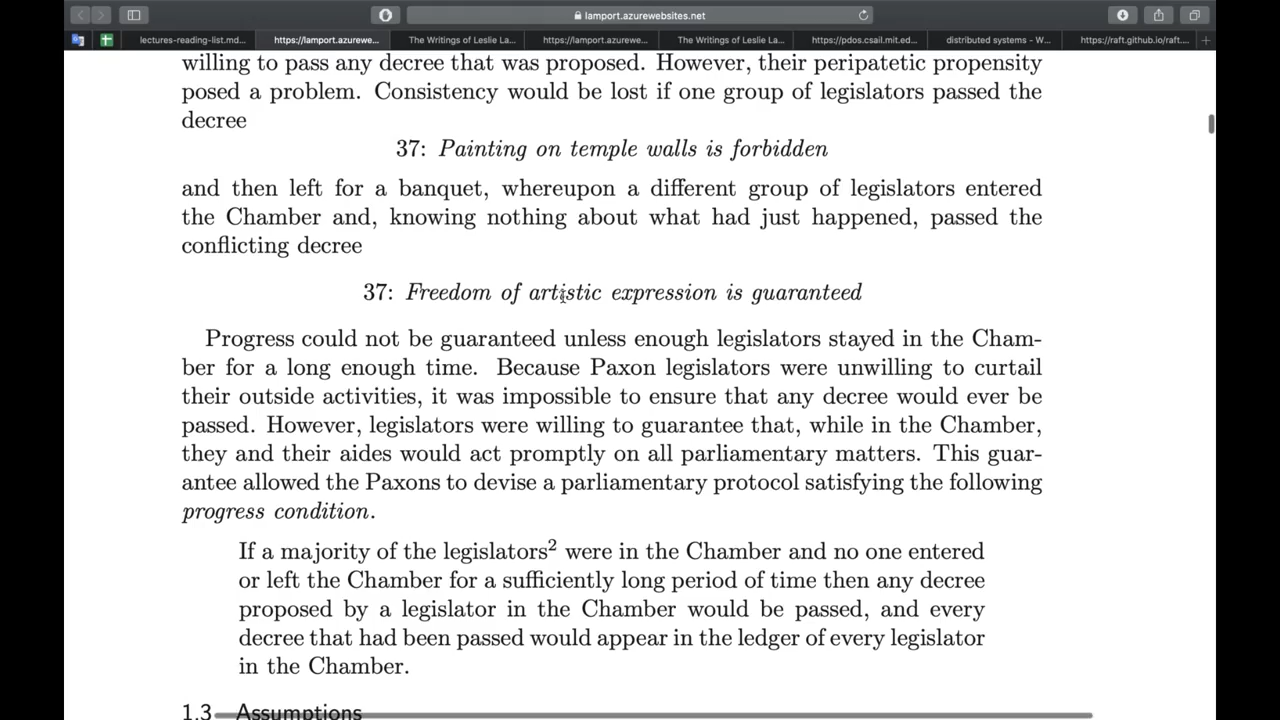 lamport.azurewebsites.net
lectures-reading-list.md...
https://lamport.azurewe...
The Writings of Leslie La...
https://lamport.azurewe...
The Writings of Leslie La...
https://pdos.csail.mit.ed...
distributed systems - W...
https://raft.github.io/raft....
willing to pass any decree that was proposed. However, their peripatetic propensity
posed a problem. Consistency would be lost if one group of legislators passed the
decree
37: Painting on temple walls is forbidden
and then left for a banquet, whereupon a different group of legislators entered
the Chamber and, knowing nothing about what had just happened, passed the
conflicting decree
37: Freedom of artistic expression is guaranteed
Progress could not be guaranteed unless enough legislators stayed in the Cham-
ber for a long enough time. Because Paxon legislators were unwilling to curtail
their outside activities, it was impossible to ensure that any decree would ever be
passed. However, legislators were willing to guarantee that, while in the Chamber,
they and their aides would act promptly on all parliamentary matters. This guar-
antee allowed the Paxons to devise a parliamentary protocol satisfying the following
progress condition.
If a majority of the legislators² were in the Chamber and no one entered
or left the Chamber for a sufficiently long period of time then any decree
proposed by a legislator in the Chamber would be passed, and every
decree that had been passed would appear in the ledger of every legislator
in the Chamber.
1.3 Assumptions